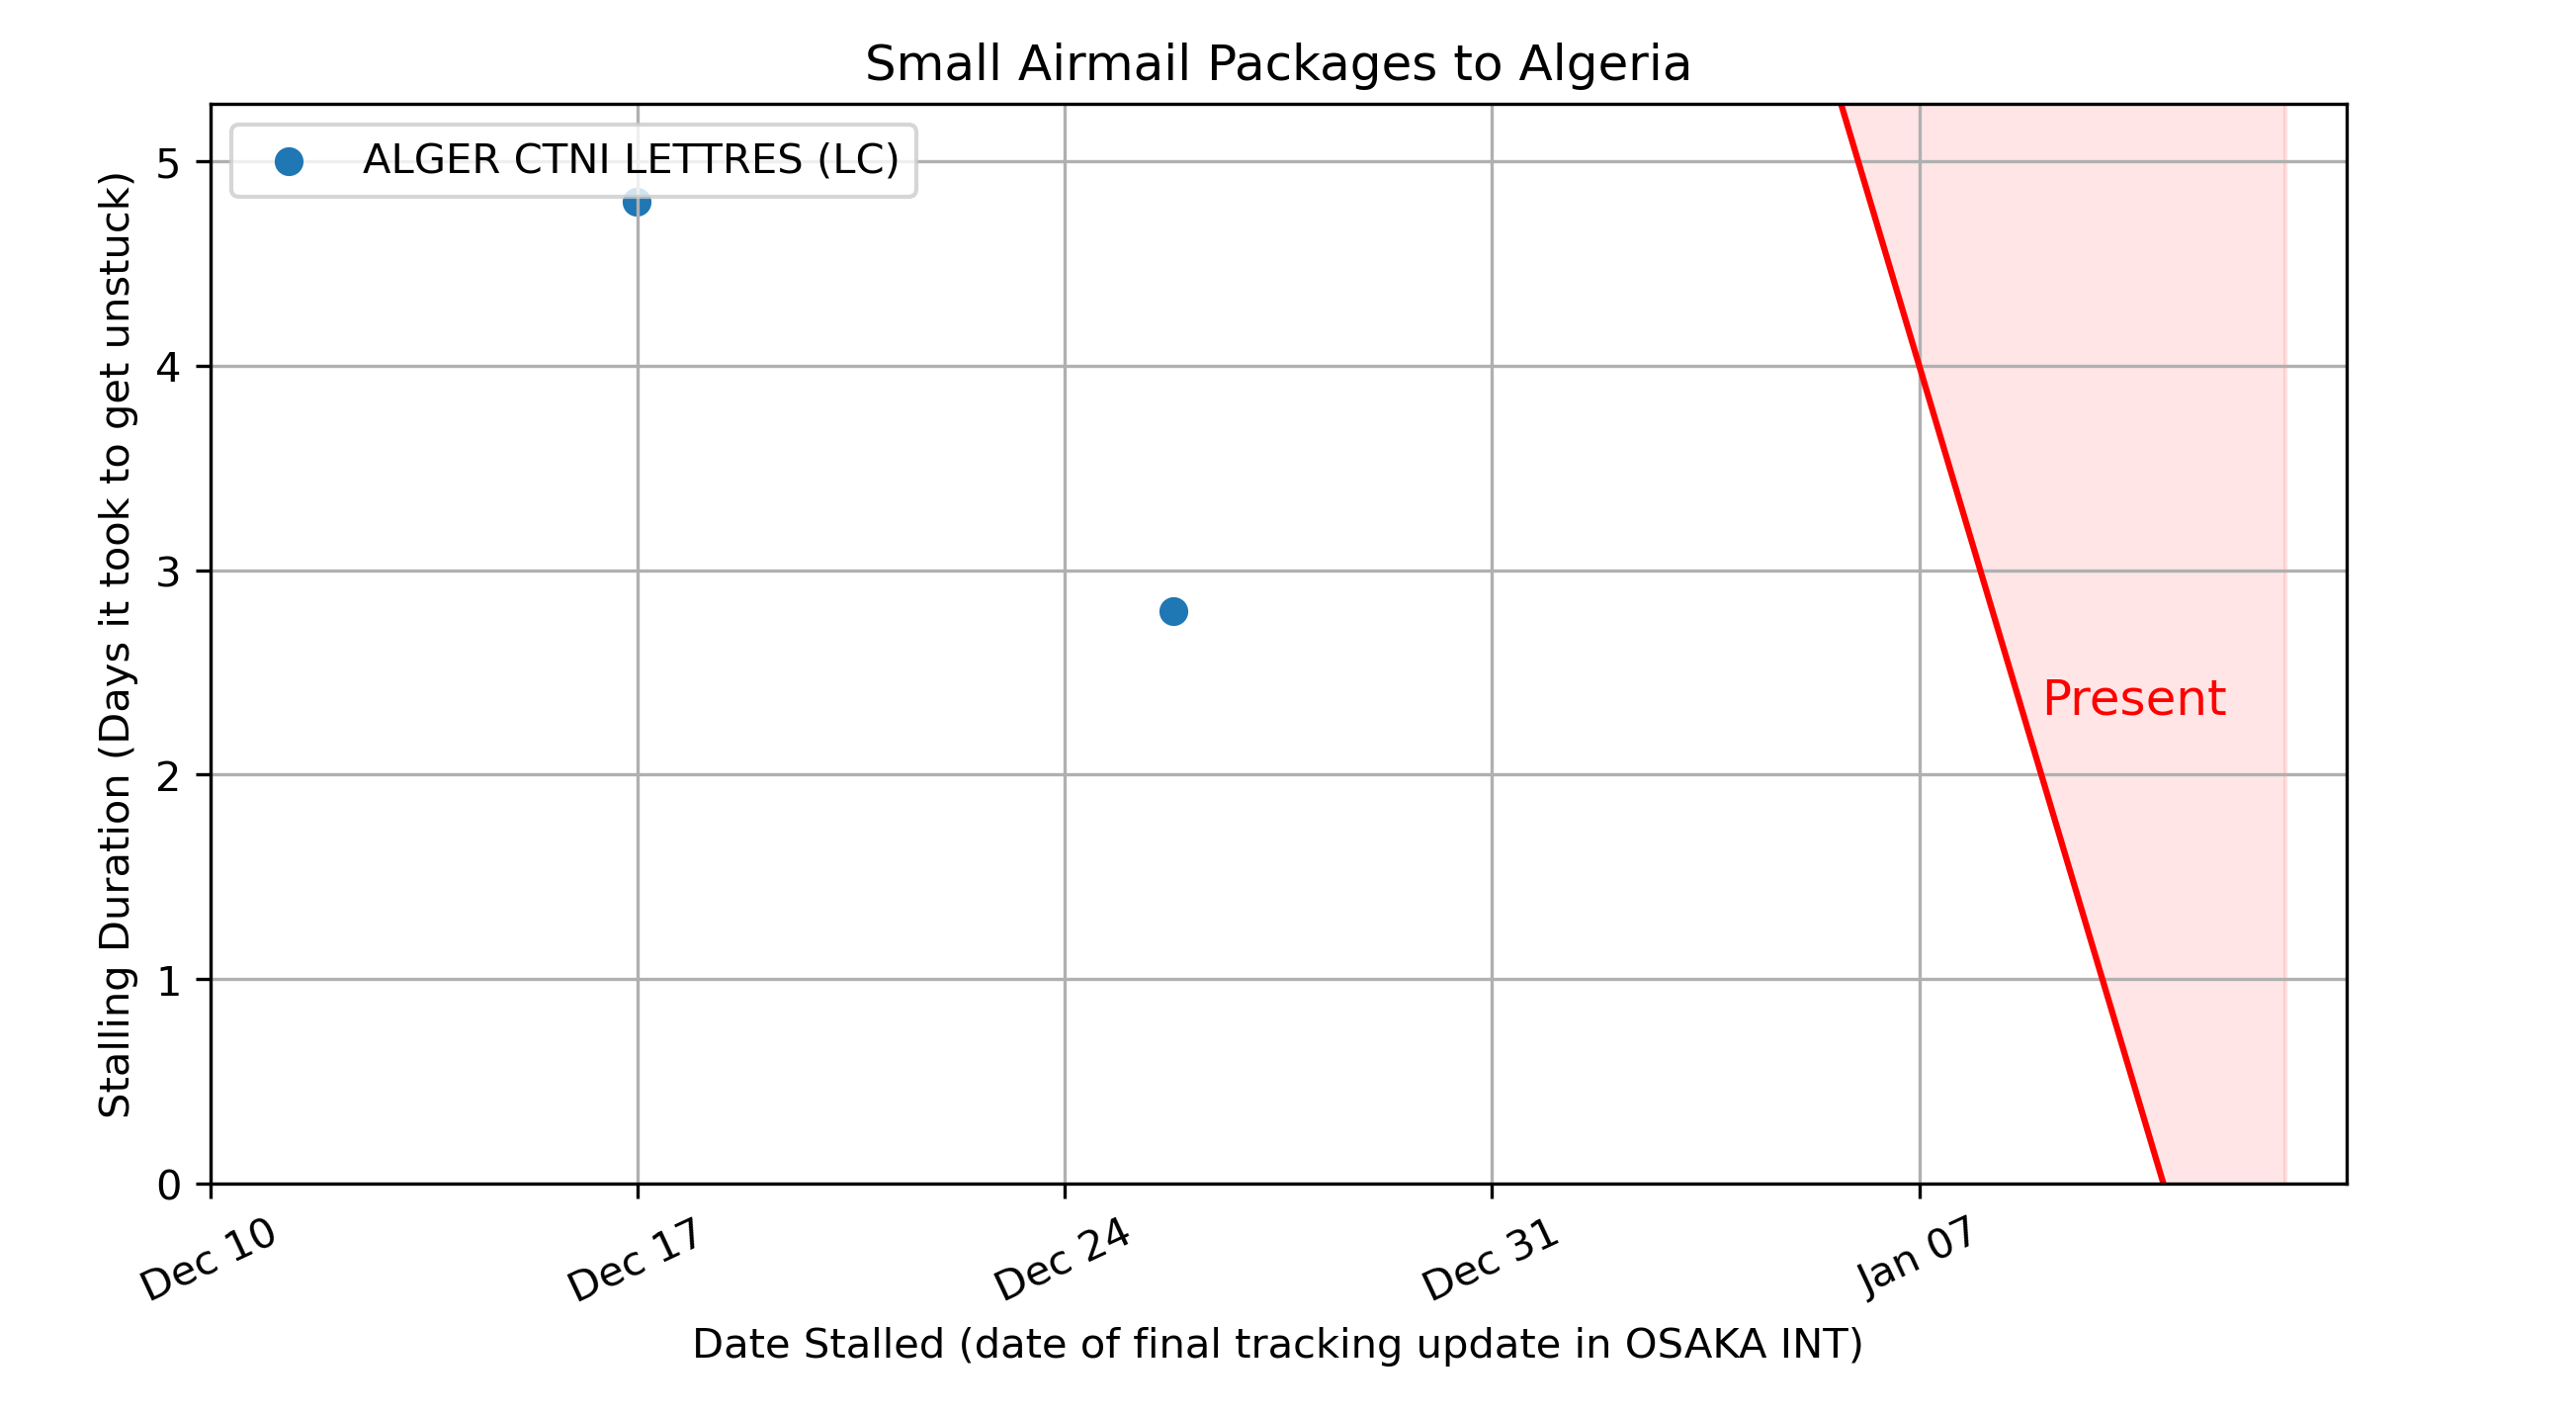 Small Airmail Packages to Algeria
ALGER CTNI LETTRES (LC)
Stalling Duration (Days it took to get unstuck)
5
4
3
2
1
0
Present
Dec 10
Dec 17
Dec 24
Dec 31
Jan 07
Date Stalled (date of final tracking update in OSAKA INT)